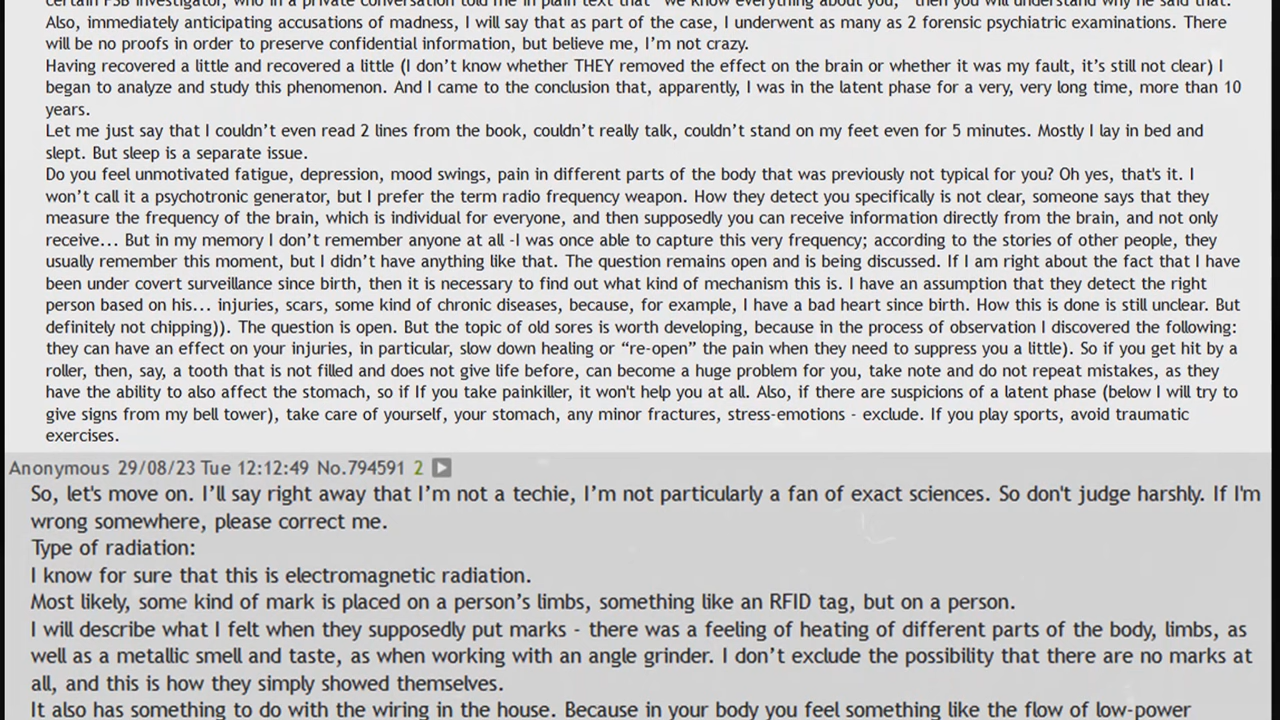 certain FSB investigator, who in a private conversation told me in plain text that "we know everything about you," then you will understand why he said that.
Also, immediately anticipating accusations of madness, I will say that as part of the case, I underwent as many as 2 forensic psychiatric examinations. There
will be no proofs in order to preserve confidential information, but believe me, I'm not crazy.
Having recovered a little and recovered a little (I don't know whether THEY removed the effect on the brain or whether it was my fault, it's still not clear) I
began to analyze and study this phenomenon. And I came to the conclusion that, apparently, I was in the latent phase for a very, very long time, more than 10
years.
Let me just say that I couldn't even read 2 lines from the book, couldn't really talk, couldn't stand on my feet even for 5 minutes. Mostly I lay in bed and
slept. But sleep is a separate issue.
Do you feel unmotivated fatigue, depression, mood swings, pain in different parts of the body that was previously not typical for you? Oh yes, that's it. I
won't call it a psychotronic generator, but I prefer the term radio frequency weapon. How they detect you specifically is not clear, someone says that they
measure the frequency of the brain, which is individual for everyone, and then supposedly you can receive information directly from the brain, and not only
receive... But in my memory I don't remember anyone at all -I was once able to capture this very frequency; according to the stories of other people, they
usually remember this moment, but I didn't have anything like that. The question remains open and is being discussed. If I am right about the fact that I have
been under covert surveillance since birth, then it is necessary to find out what kind of mechanism this is. I have an assumption that they detect the right
person based on his... injuries, scars, some kind of chronic diseases, because, for example, I have a bad heart since birth. How this is done is still unclear. But
definitely not chipping)). The question is open. But the topic of old sores is worth developing, because in the process of observation I discovered the following:
they can have an effect on your injuries, in particular, slow down healing or "re-open" the pain when they need to suppress you a little). So if you get hit by a
roller, then, say, a tooth that is not filled and does not give life before, can become a huge problem for you, take note and do not repeat mistakes, as they
have the ability to also affect the stomach, so if If you take painkiller, it won't help you at all. Also, if there are suspicions of a latent phase (below I will try to
give signs from my bell tower), take care of yourself, your stomach, any minor fractures, stress-emotions - exclude. If you play sports, avoid traumatic
exercises.
Anonymous 29/08/23 Tue 12:12:49 No.794591 2
So, let's move on. I'll say right away that I'm not a techie, I'm not particularly a fan of exact sciences. So don't judge harshly. If I'm
wrong somewhere, please correct me.
Type of radiation:
I know for sure that this is electromagnetic radiation.
Most likely, some kind of mark is placed on a person's limbs, something like an RFID tag, but on a person.
I will describe what I felt when they supposedly put marks - there was a feeling of heating of different parts of the body, limbs, as
well as a metallic smell and taste, as when working with an angle grinder. I don't exclude the possibility that there are no marks at
all, and this is how they simply showed themselves.
It also has something to do with the wiring in the house. Because in your body you feel something like the flow of low-power